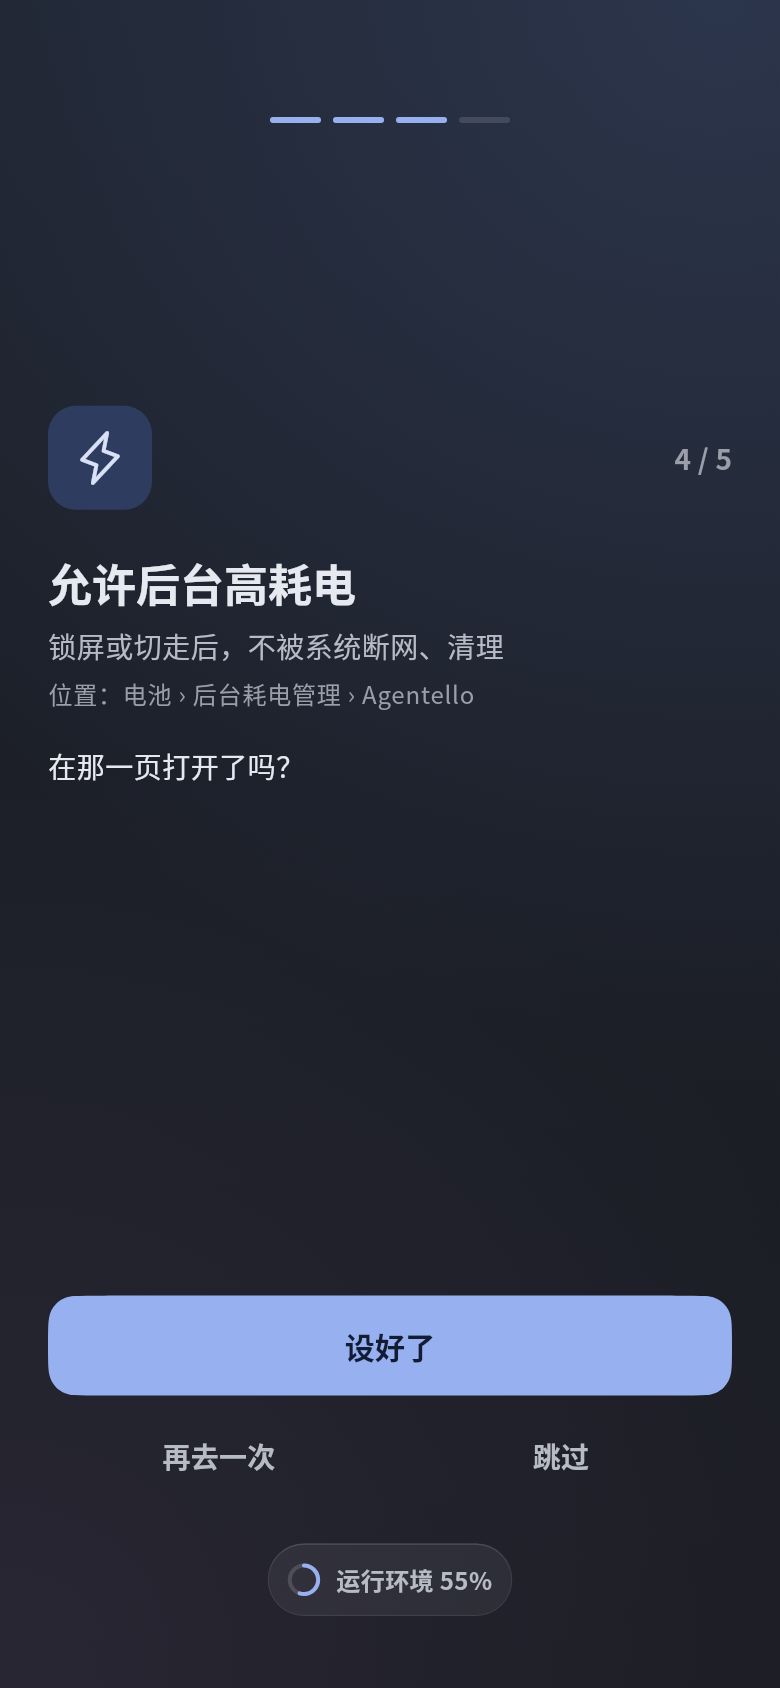 4 / 5
允许后台高耗电
锁屏或切走后，不被系统断网、清理
位置：电池 › 后台耗电管理 › Agentello
在那一页打开了吗？
设好了
再去一次
跳过
运行环境 55%